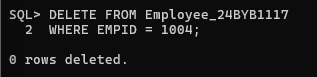 SQL> DELETE FROM Employee_24BYB1117
  2  WHERE EMPID = 1004;
0 rows deleted.